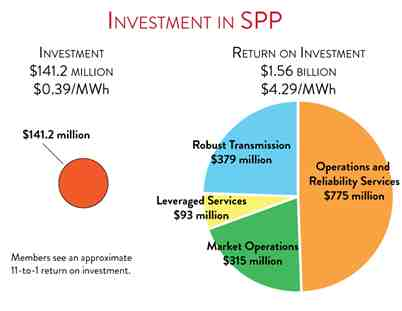 Investment in SPP
Investment
$141.2 million
$0.39/MWh
Return on Investment
$1.56 billion
$4.29/MWh
$141.2 million
Robust Transmission
$379 million
Operations and
Reliability Services
$775 million
Leveraged Services
$93 million
Market Operations
$315 million
Members see an approximate
11-to-1 return on investment.